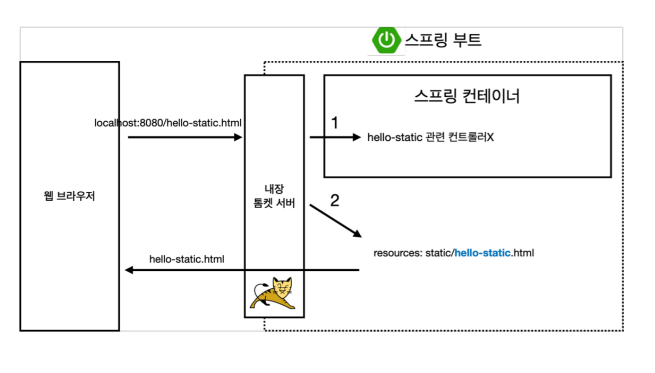 스프링 부트
스프링 컨테이너
localhost:8080/hello-static.html
1
hello-static 관련 컨트롤러X
웹 브라우저
내장
톰켓 서버
2
resources: static/hello-static.html
hello-static.html